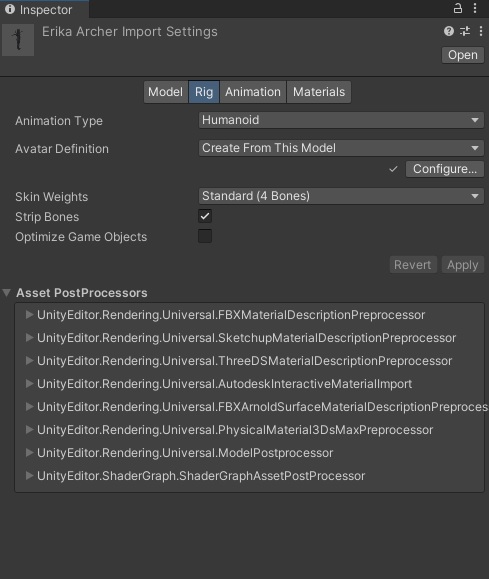 Inspector
Erika Archer Import Settings
Open
Model Rig Animation Materials
Animation Type Humanoid
Avatar Definition Create From This Model
Configure...
Skin Weights Standard (4 Bones)
Strip Bones
Optimize Game Objects
Revert Apply
Asset PostProcessors
UnityEditor.Rendering.Universal.FBXMaterialDescriptionPreprocessor
UnityEditor.Rendering.Universal.SketchupMaterialDescriptionPreprocessor
UnityEditor.Rendering.Universal.ThreeDSMaterialDescriptionPreprocessor
UnityEditor.Rendering.Universal.AutodeskInteractiveMaterialImport
UnityEditor.Rendering.Universal.FBXArnoldSurfaceMaterialDescriptionPreproces
UnityEditor.Rendering.Universal.PhysicalMaterial3DsMaxPreprocessor
UnityEditor.Rendering.Universal.ModelPostprocessor
UnityEditor.ShaderGraph.ShaderGraphAssetPostProcessor